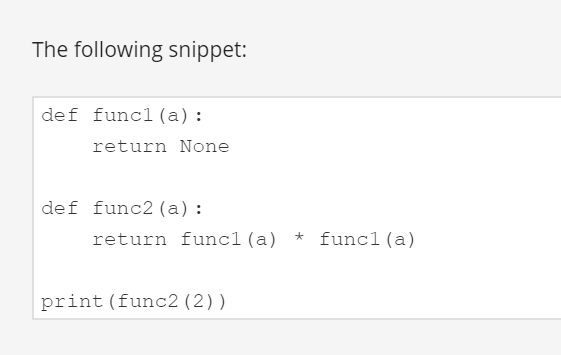 The following snippet:
def func1(a):
    return None
def func2(a):
    return func1(a) * func1(a)
print(func2(2))